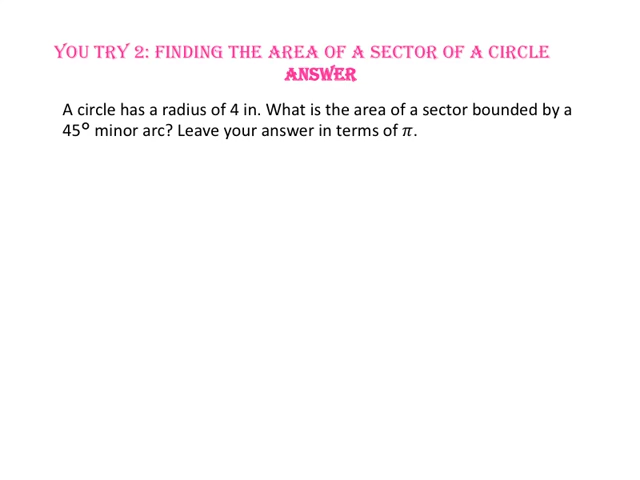 YOU TRY 2: FINDING THE AREA OF A SECTOR OF A CIRCLE
ANSWER
A circle has a radius of 4 in. What is the area of a sector bounded by a
45° minor arc? Leave your answer in terms of 𝜋.